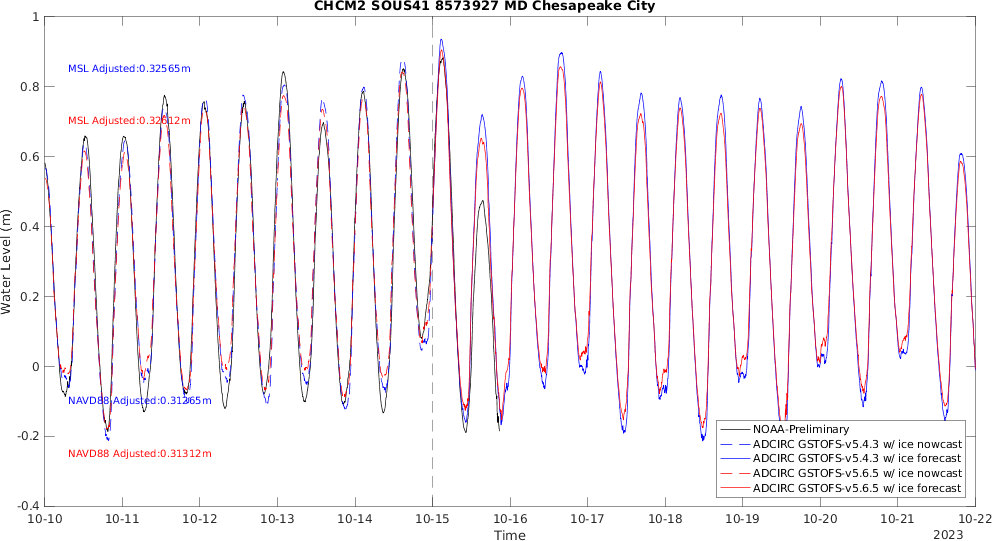 CHCM2 SOUS41 8573927 MD Chesapeake City
Water Level (m)
1
0.8
0.6
0.4
0.2
0
-0.2
-0.4
MSL Adjusted:0.32565m
MSL Adjusted:0.32612m
NAVD88 Adjusted:0.31265m
NAVD88 Adjusted:0.31312m
NOAA-Preliminary
ADCIRC GSTOFS-v5.4.3 w/ ice nowcast
ADCIRC GSTOFS-v5.4.3 w/ ice forecast
ADCIRC GSTOFS-v5.6.5 w/ ice nowcast
ADCIRC GSTOFS-v5.6.5 w/ ice forecast
10-10 10-11 10-12 10-13 10-14 10-15 10-16 10-17 10-18 10-19 10-20 10-21 10-22
Time
2023